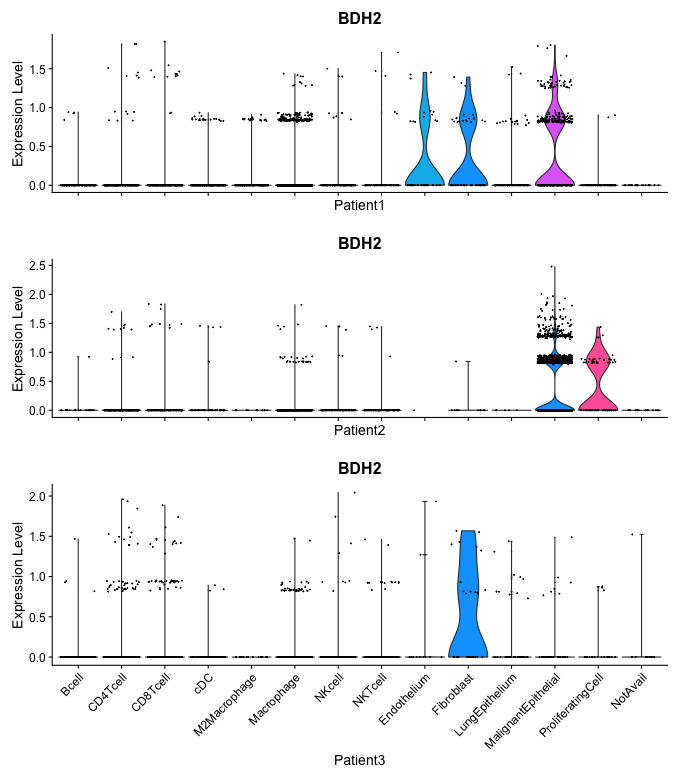 BDH2
Expression Level
1.5
1.0
0.5
0.0
Patient1
BDH2
Expression Level
2.5
2.0
1.5
1.0
0.5
0.0
Patient2
BDH2
Expression Level
2.0
1.5
1.0
0.5
0.0
Bcell
CD4Tcell
CD8Tcell
cDC
M2Macrophage
Macrophage
NKcell
NKTcell
Endothelium
Fibroblast
LungEpithelium
MalignantEpithelial
ProliferatingCell
NotAvail
Patient3